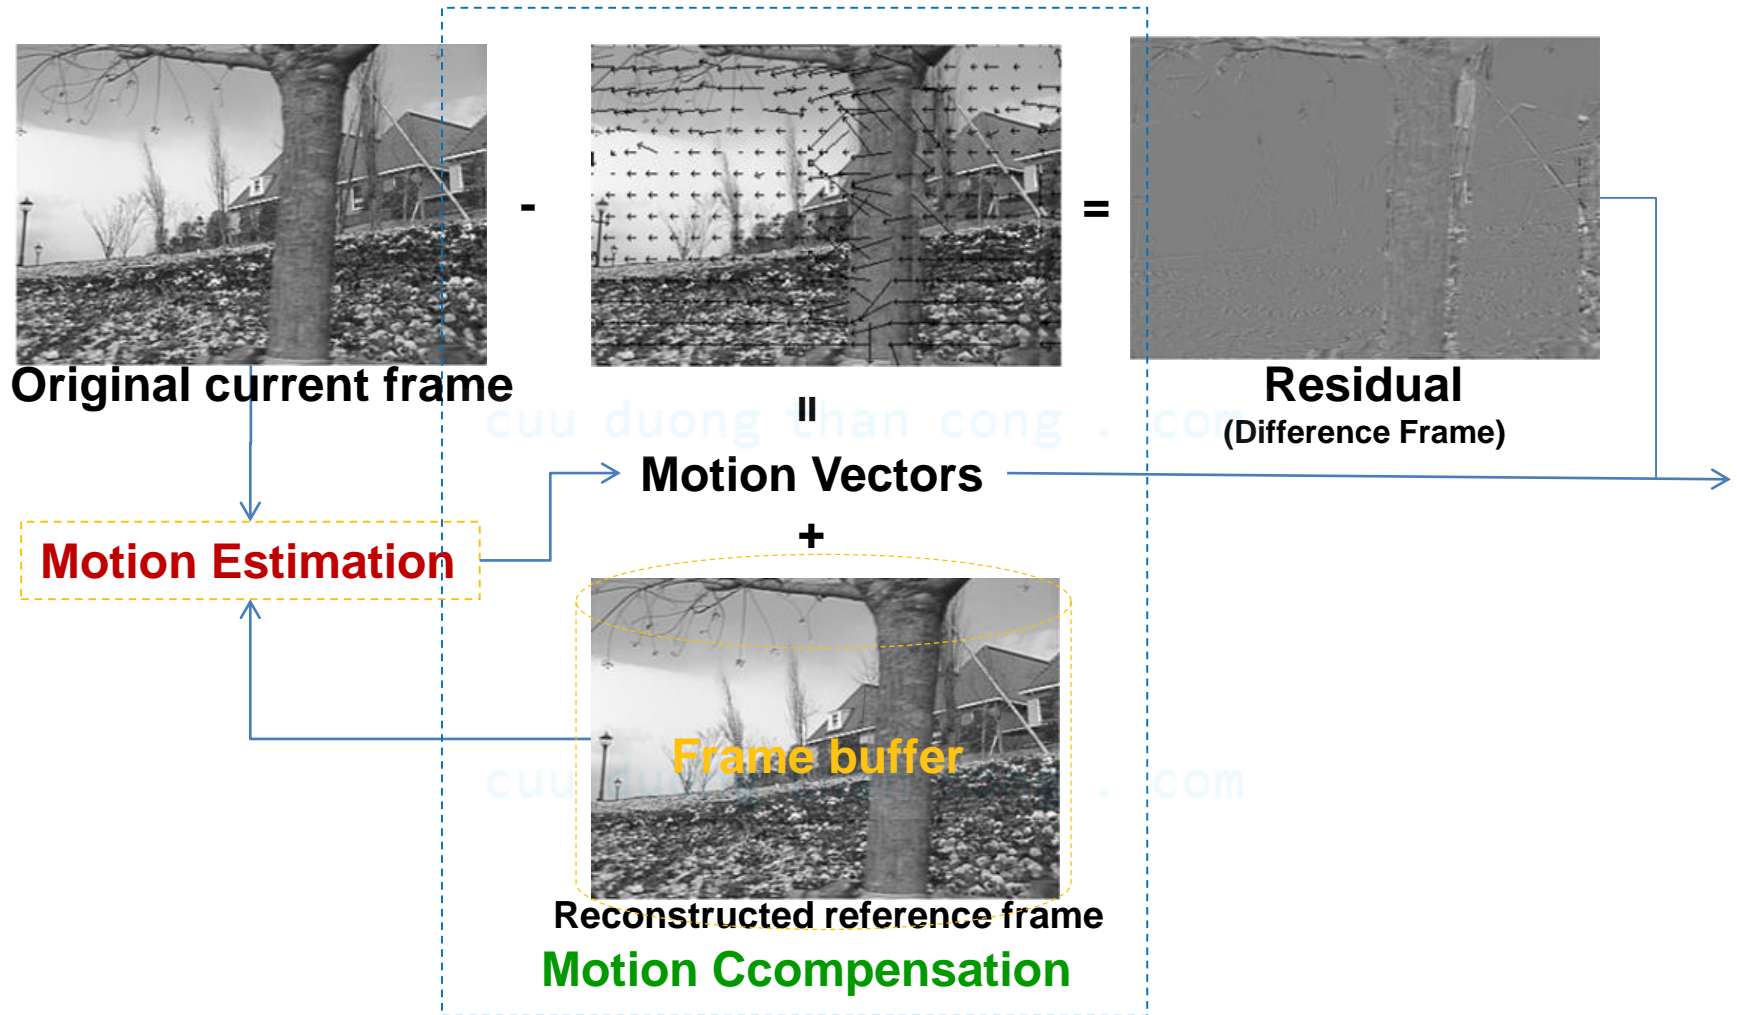 -
=
Original current frame
Residual
(Difference Frame)
=
cuu duong than cong . com
Motion Vectors
+
Motion Estimation
Frame buffer
cuu duong than cong . com
Reconstructed reference frame
Motion Ccompensation